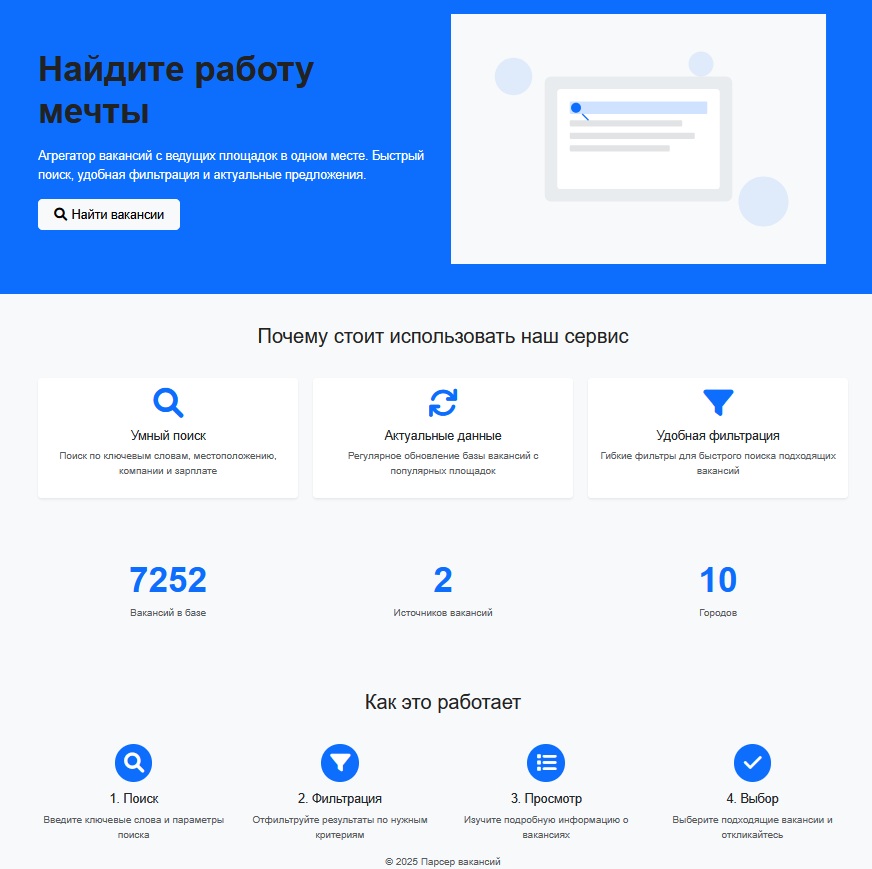 Найдите работу
мечты
Агрегатор вакансий с ведущих площадок в одном месте. Быстрый
поиск, удобная фильтрация и актуальные предложения.
Найти вакансии
Почему стоит использовать наш сервис
Умный поиск
Поиск по ключевым словам, местоположению,
компании и зарплате
Актуальные данные
Регулярное обновление базы вакансий с
популярных площадок
Удобная фильтрация
Гибкие фильтры для быстрого поиска подходящих
вакансий
7252
Вакансий в базе
2
Источников вакансий
10
Городов
Как это работает
1. Поиск
Введите ключевые слова и параметры
поиска
2. Фильтрация
Отфильтруйте результаты по нужным
критериям
3. Просмотр
Изучите подробную информацию о
вакансиях
4. Выбор
Выберите подходящие вакансии и
откликайтесь
© 2025 Парсер вакансий